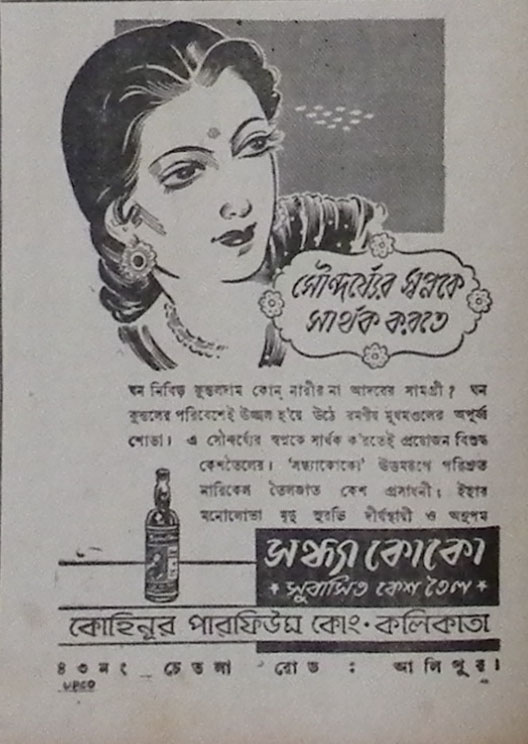 সৌন্দর্য্যের স্বপ্নকে
সার্থক করতে
ঘন নিবিড় কুন্তলদাম কোন্ নারীর না আদরের সামগ্রী? ঘন
কুন্তলের পরিবেশেই উজ্জল হ'য়ে উঠে রমণীয় মুখমণ্ডলের অপূর্ব্ব
শোভা। এ সৌন্দর্য্যের স্বপ্নকে সার্থক ক'রতেই প্রয়োজন বিশুদ্ধ
কেশতৈলের। 'সন্ধ্যাকোকো' উত্তমরূপে পরিশ্রুত
নারিকেল তৈলজাত কেশ প্রসাধনী। ইহার
মনোলোভা মৃদু সুরভি দীর্ঘস্থায়ী ও অনুপম
সন্ধ্যা কোকো
সুবাসিত কেশ তৈল
কোহিনূর পারফিউম কোং · কলিকাতা
৪৩নং চেতলা রোড : আলিপুর।
UPCO